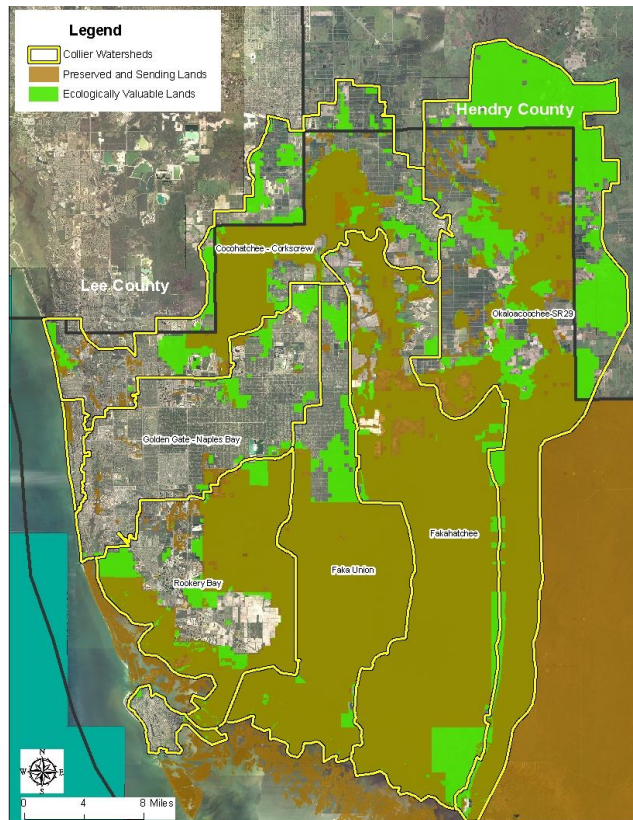 Legend
Collier Watersheds
Preserved and Sending Lands
Ecologically Valuable Lands
Hendry County
Cocohatchee - Corkscrew
Lee County
Okaloacoochee-SR29
Golden Gate - Naples Bay
Fakahatchee
Faka Union
Rookery Bay
N
W E
S
0 4 8 Miles